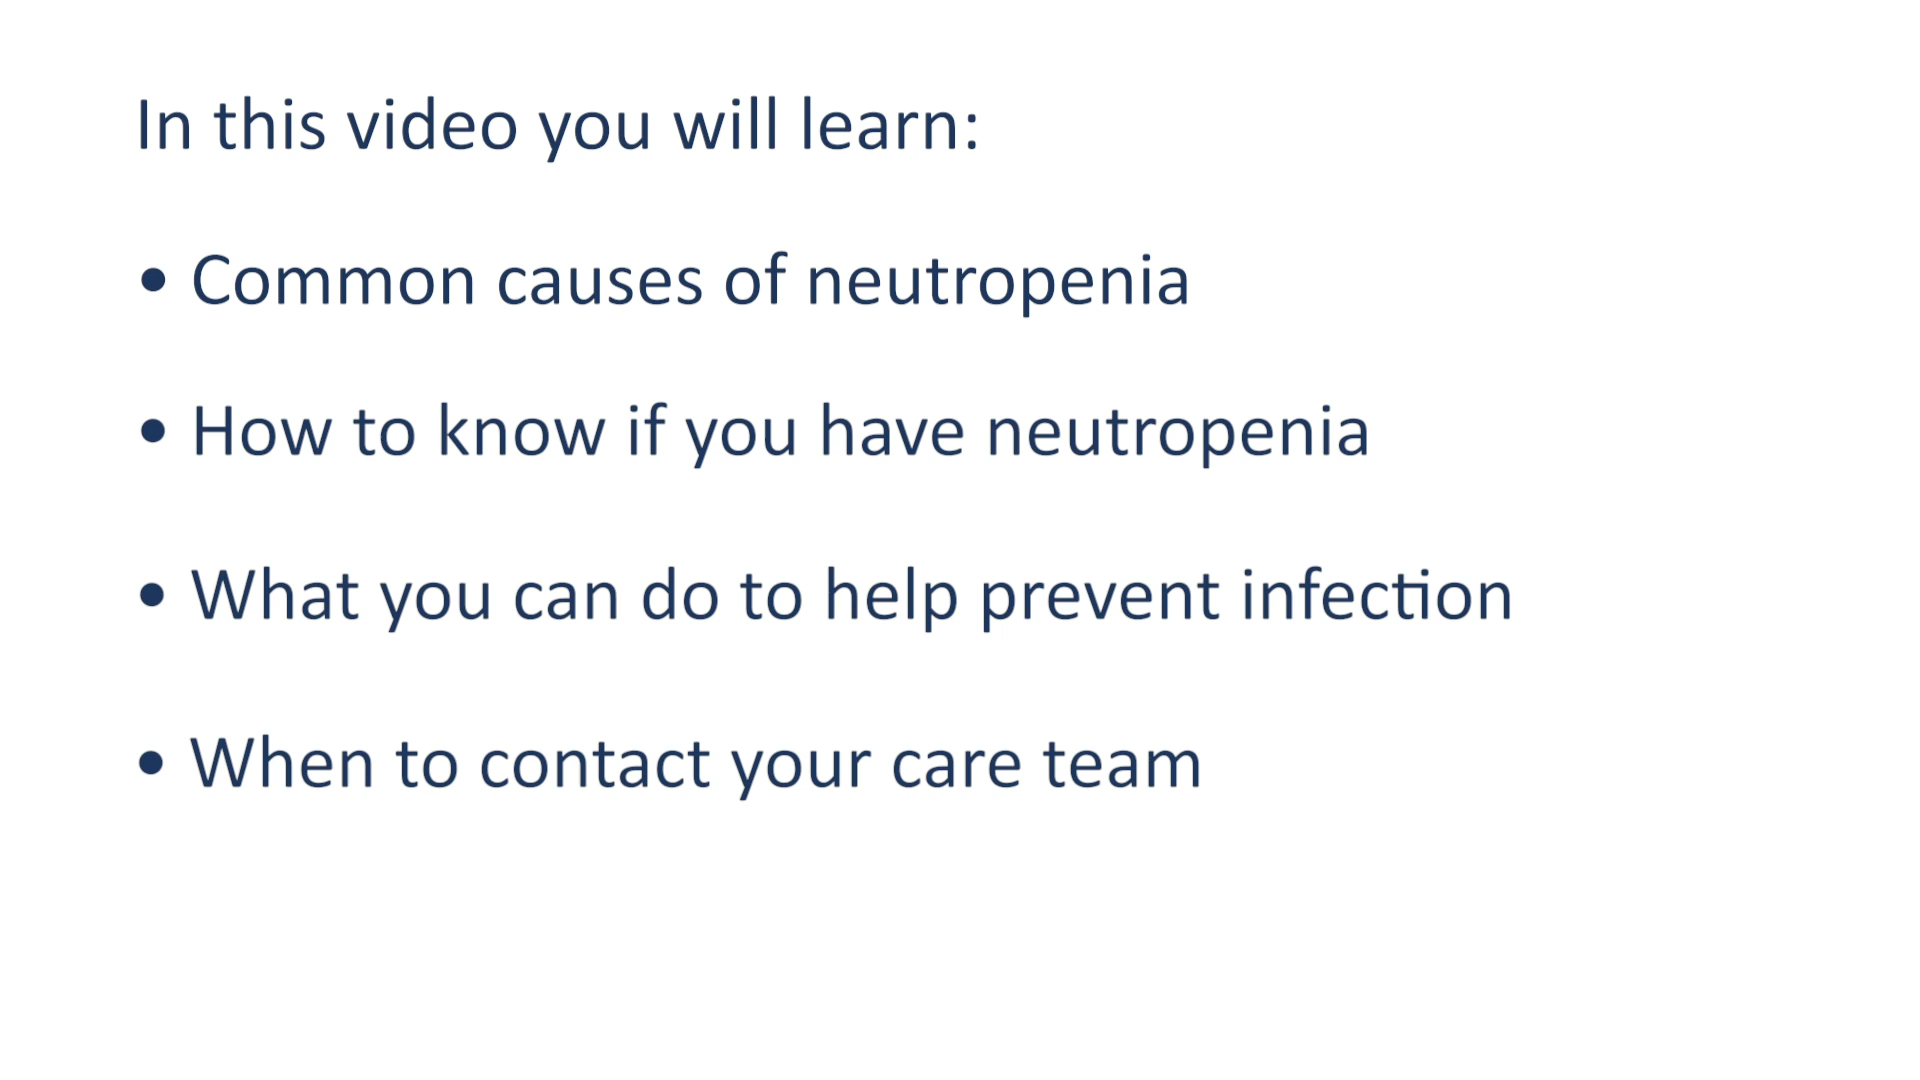 In this video you will learn:
• Common causes of neutropenia
• How to know if you have neutropenia
• What you can do to help prevent infection
• When to contact your care team